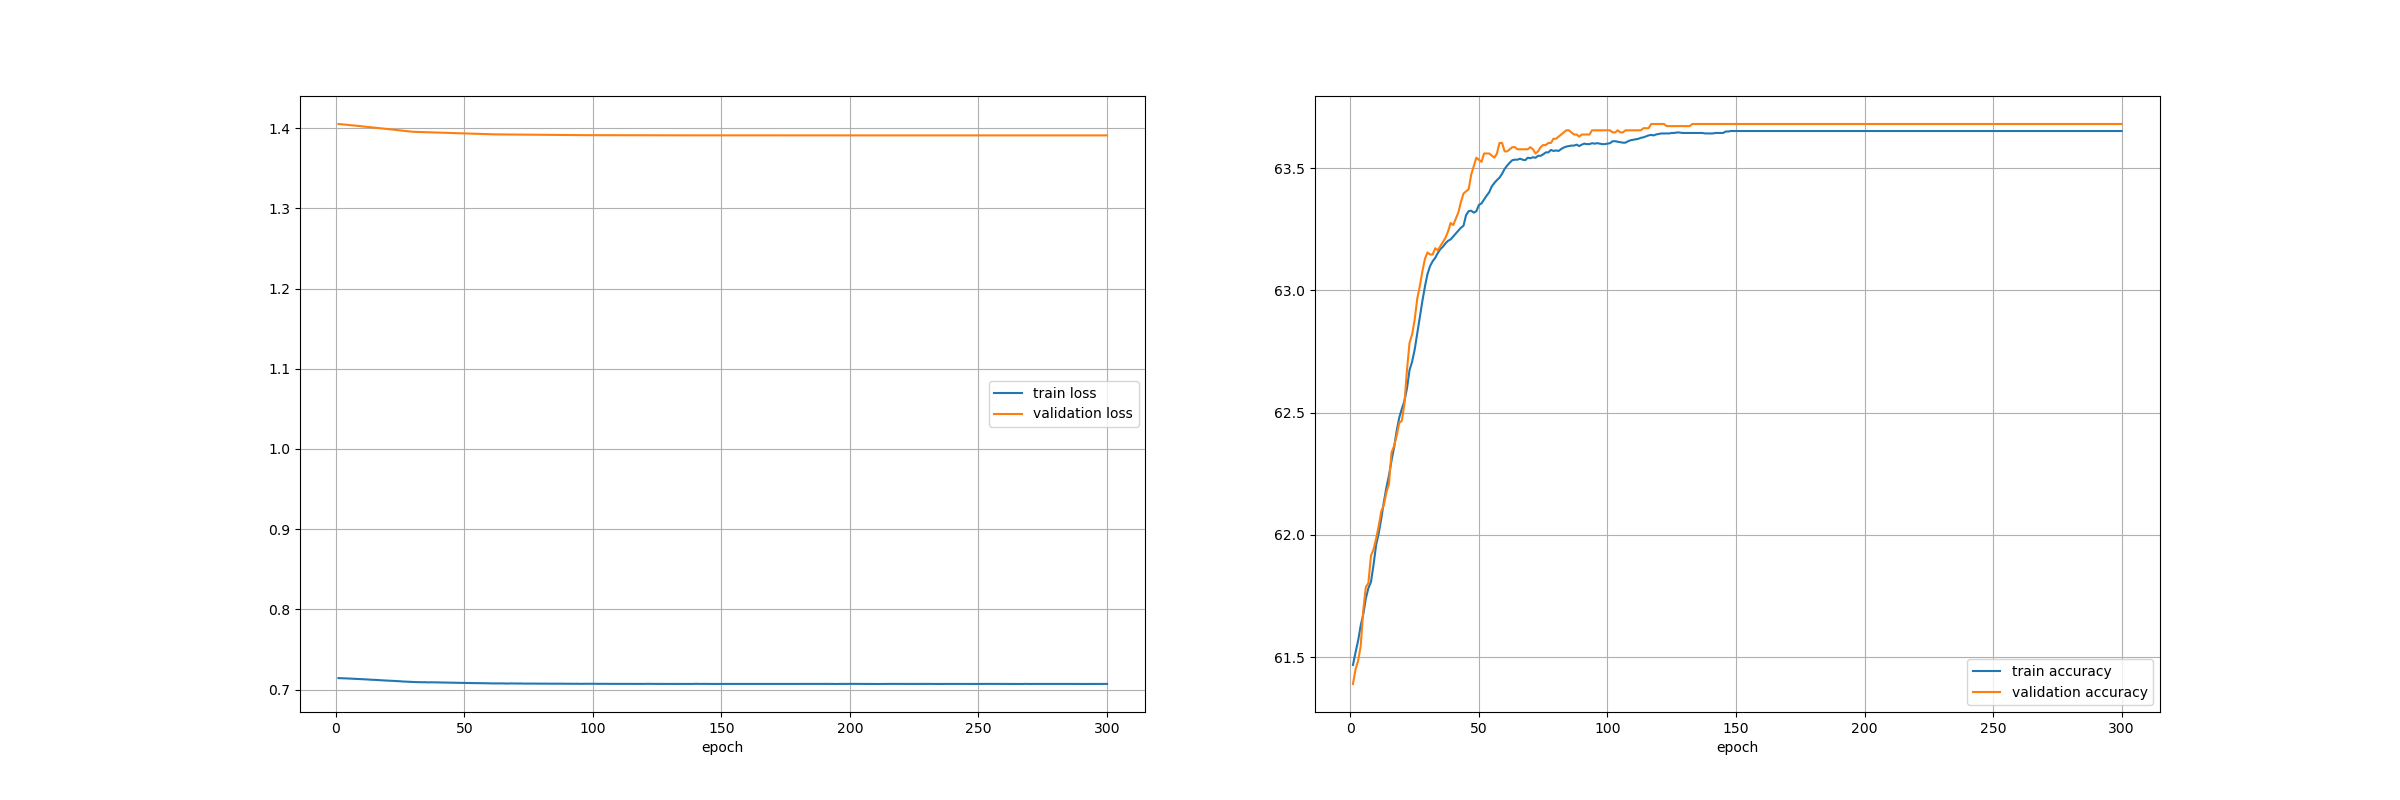 1.4
1.3
1.2
1.1
1.0
0.9
0.8
0.7
0 50 100 150 200 250 300
epoch
train loss
validation loss
63.5
63.0
62.5
62.0
61.5
0 50 100 150 200 250 300
epoch
train accuracy
validation accuracy